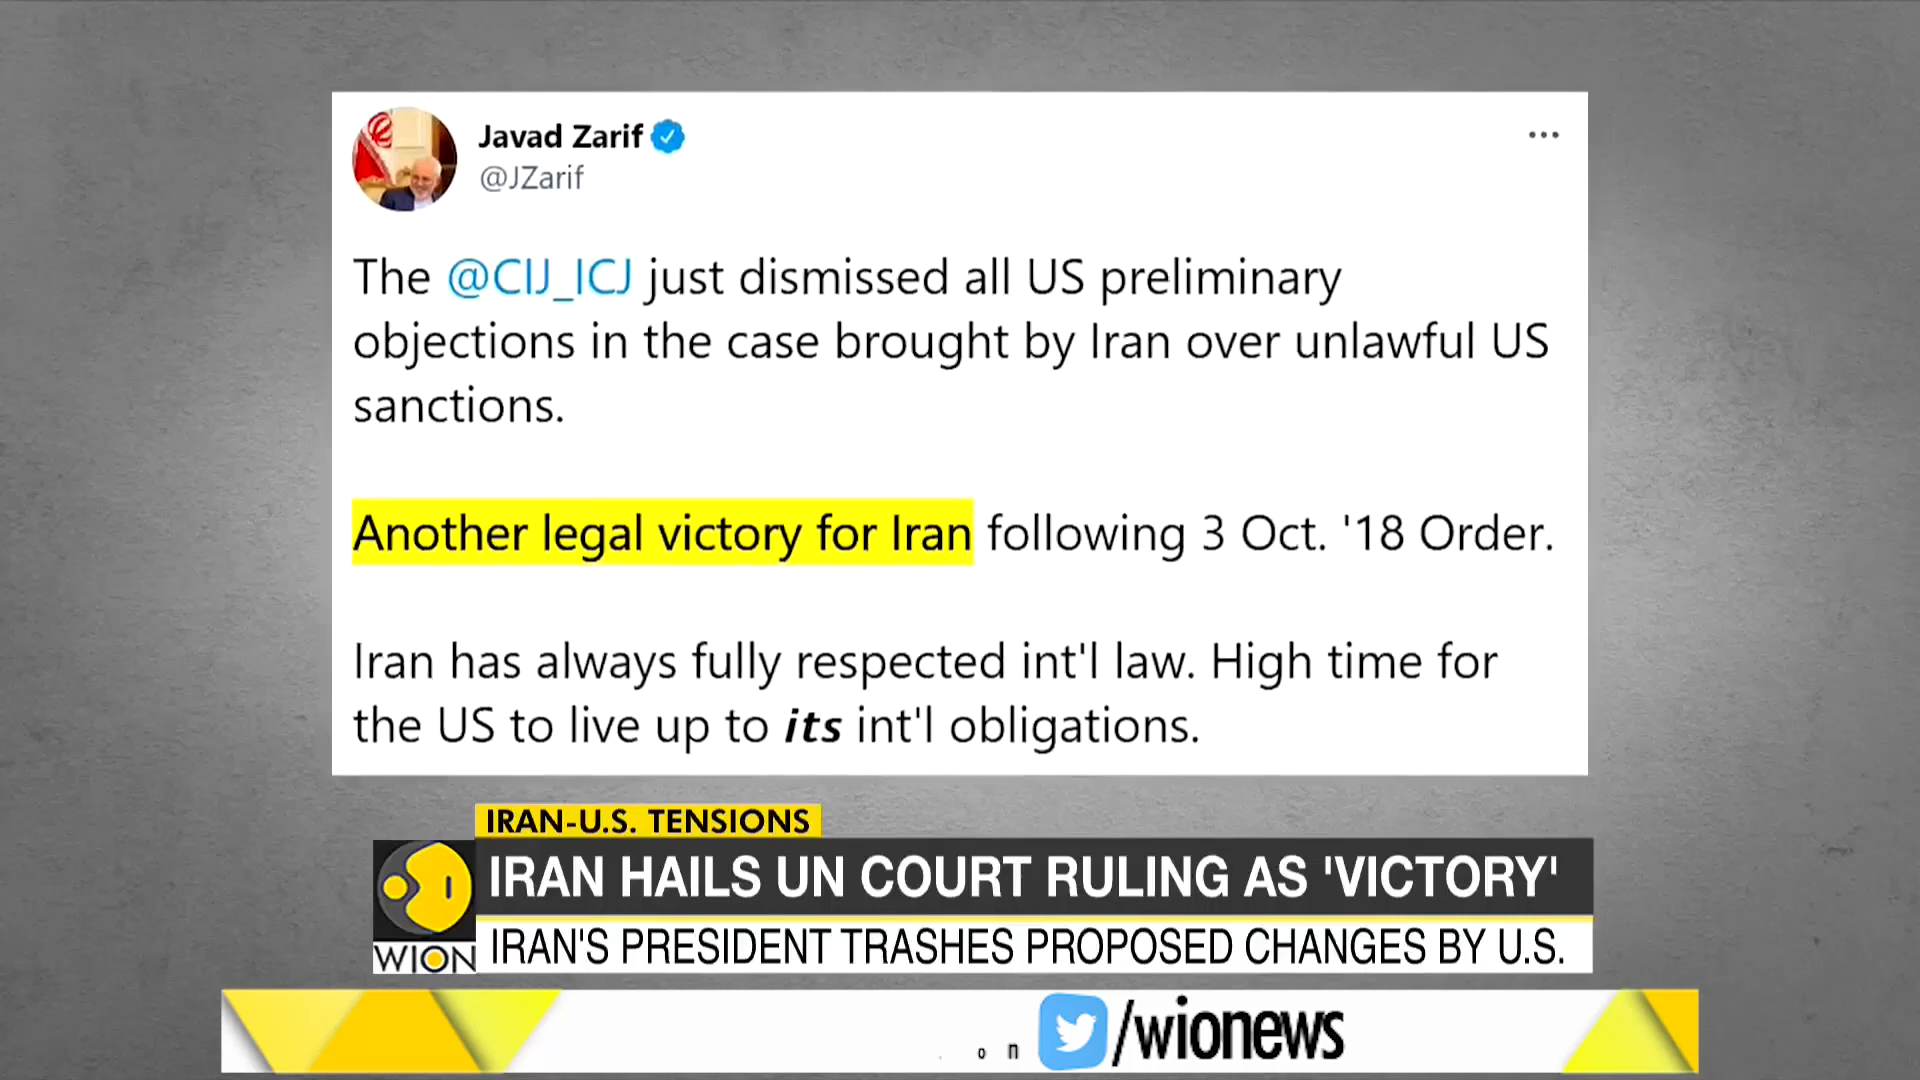 Javad Zarif
@JZarif
The @CIJ_ICJ just dismissed all US preliminary
objections in the case brought by Iran over unlawful US
sanctions.
Another legal victory for Iran following 3 Oct. '18 Order.
Iran has always fully respected int'l law. High time for
the US to live up to its int'l obligations.
IRAN-U.S. TENSIONS
IRAN HAILS UN COURT RULING AS 'VICTORY'
WION
IRAN'S PRESIDENT TRASHES PROPOSED CHANGES BY U.S.
on /wionews